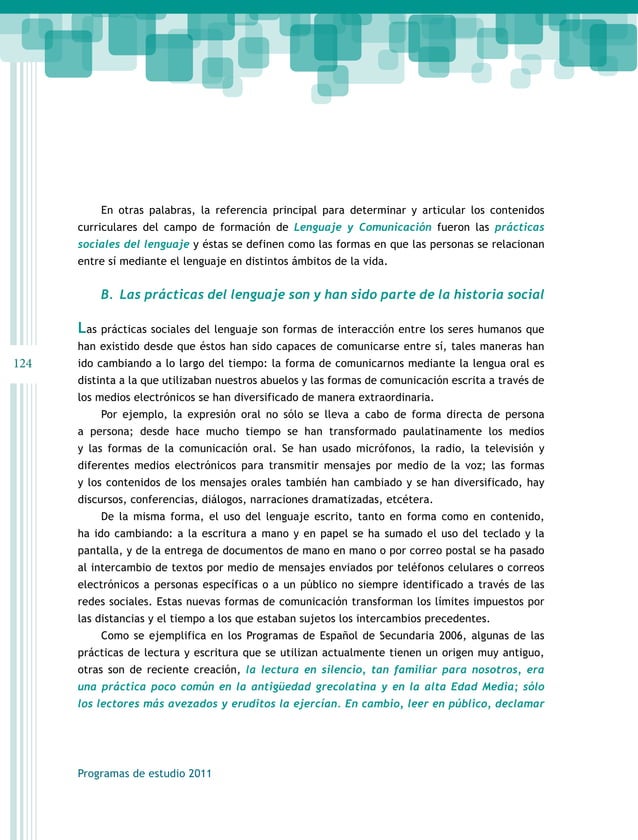 En otras palabras, la referencia principal para determinar y articular los contenidos
curriculares del campo de formación de Lenguaje y Comunicación fueron las prácticas
sociales del lenguaje y éstas se definen como las formas en que las personas se relacionan
entre sí mediante el lenguaje en distintos ámbitos de la vida.
B. Las prácticas del lenguaje son y han sido parte de la historia social
Las prácticas sociales del lenguaje son formas de interacción entre los seres humanos que
han existido desde que éstos han sido capaces de comunicarse entre sí, tales maneras han
124
ido cambiando a lo largo del tiempo: la forma de comunicarnos mediante la lengua oral es
distinta a la que utilizaban nuestros abuelos y las formas de comunicación escrita a través de
los medios electrónicos se han diversificado de manera extraordinaria.
Por ejemplo, la expresión oral no sólo se lleva a cabo de forma directa de persona
a persona; desde hace mucho tiempo se han transformado paulatinamente los medios
y las formas de la comunicación oral. Se han usado micrófonos, la radio, la televisión y
diferentes medios electrónicos para transmitir mensajes por medio de la voz; las formas
y los contenidos de los mensajes orales también han cambiado y se han diversificado, hay
discursos, conferencias, diálogos, narraciones dramatizadas, etcétera.
De la misma forma, el uso del lenguaje escrito, tanto en forma como en contenido,
ha ido cambiando: a la escritura a mano y en papel se ha sumado el uso del teclado y la
pantalla, y de la entrega de documentos de mano en mano o por correo postal se ha pasado
al intercambio de textos por medio de mensajes enviados por teléfonos celulares o correos
electrónicos a personas específicas o a un público no siempre identificado a través de las
redes sociales. Estas nuevas formas de comunicación transforman los límites impuestos por
las distancias y el tiempo a los que estaban sujetos los intercambios precedentes.
Como se ejemplifica en los Programas de Español de Secundaria 2006, algunas de las
prácticas de lectura y escritura que se utilizan actualmente tienen un origen muy antiguo,
otras son de reciente creación, la lectura en silencio, tan familiar para nosotros, era
una práctica poco común en la antigüedad grecolatina y en la alta Edad Media; sólo
los lectores más avezados y eruditos la ejercían. En cambio, leer en público, declamar
Programas de estudio 2011